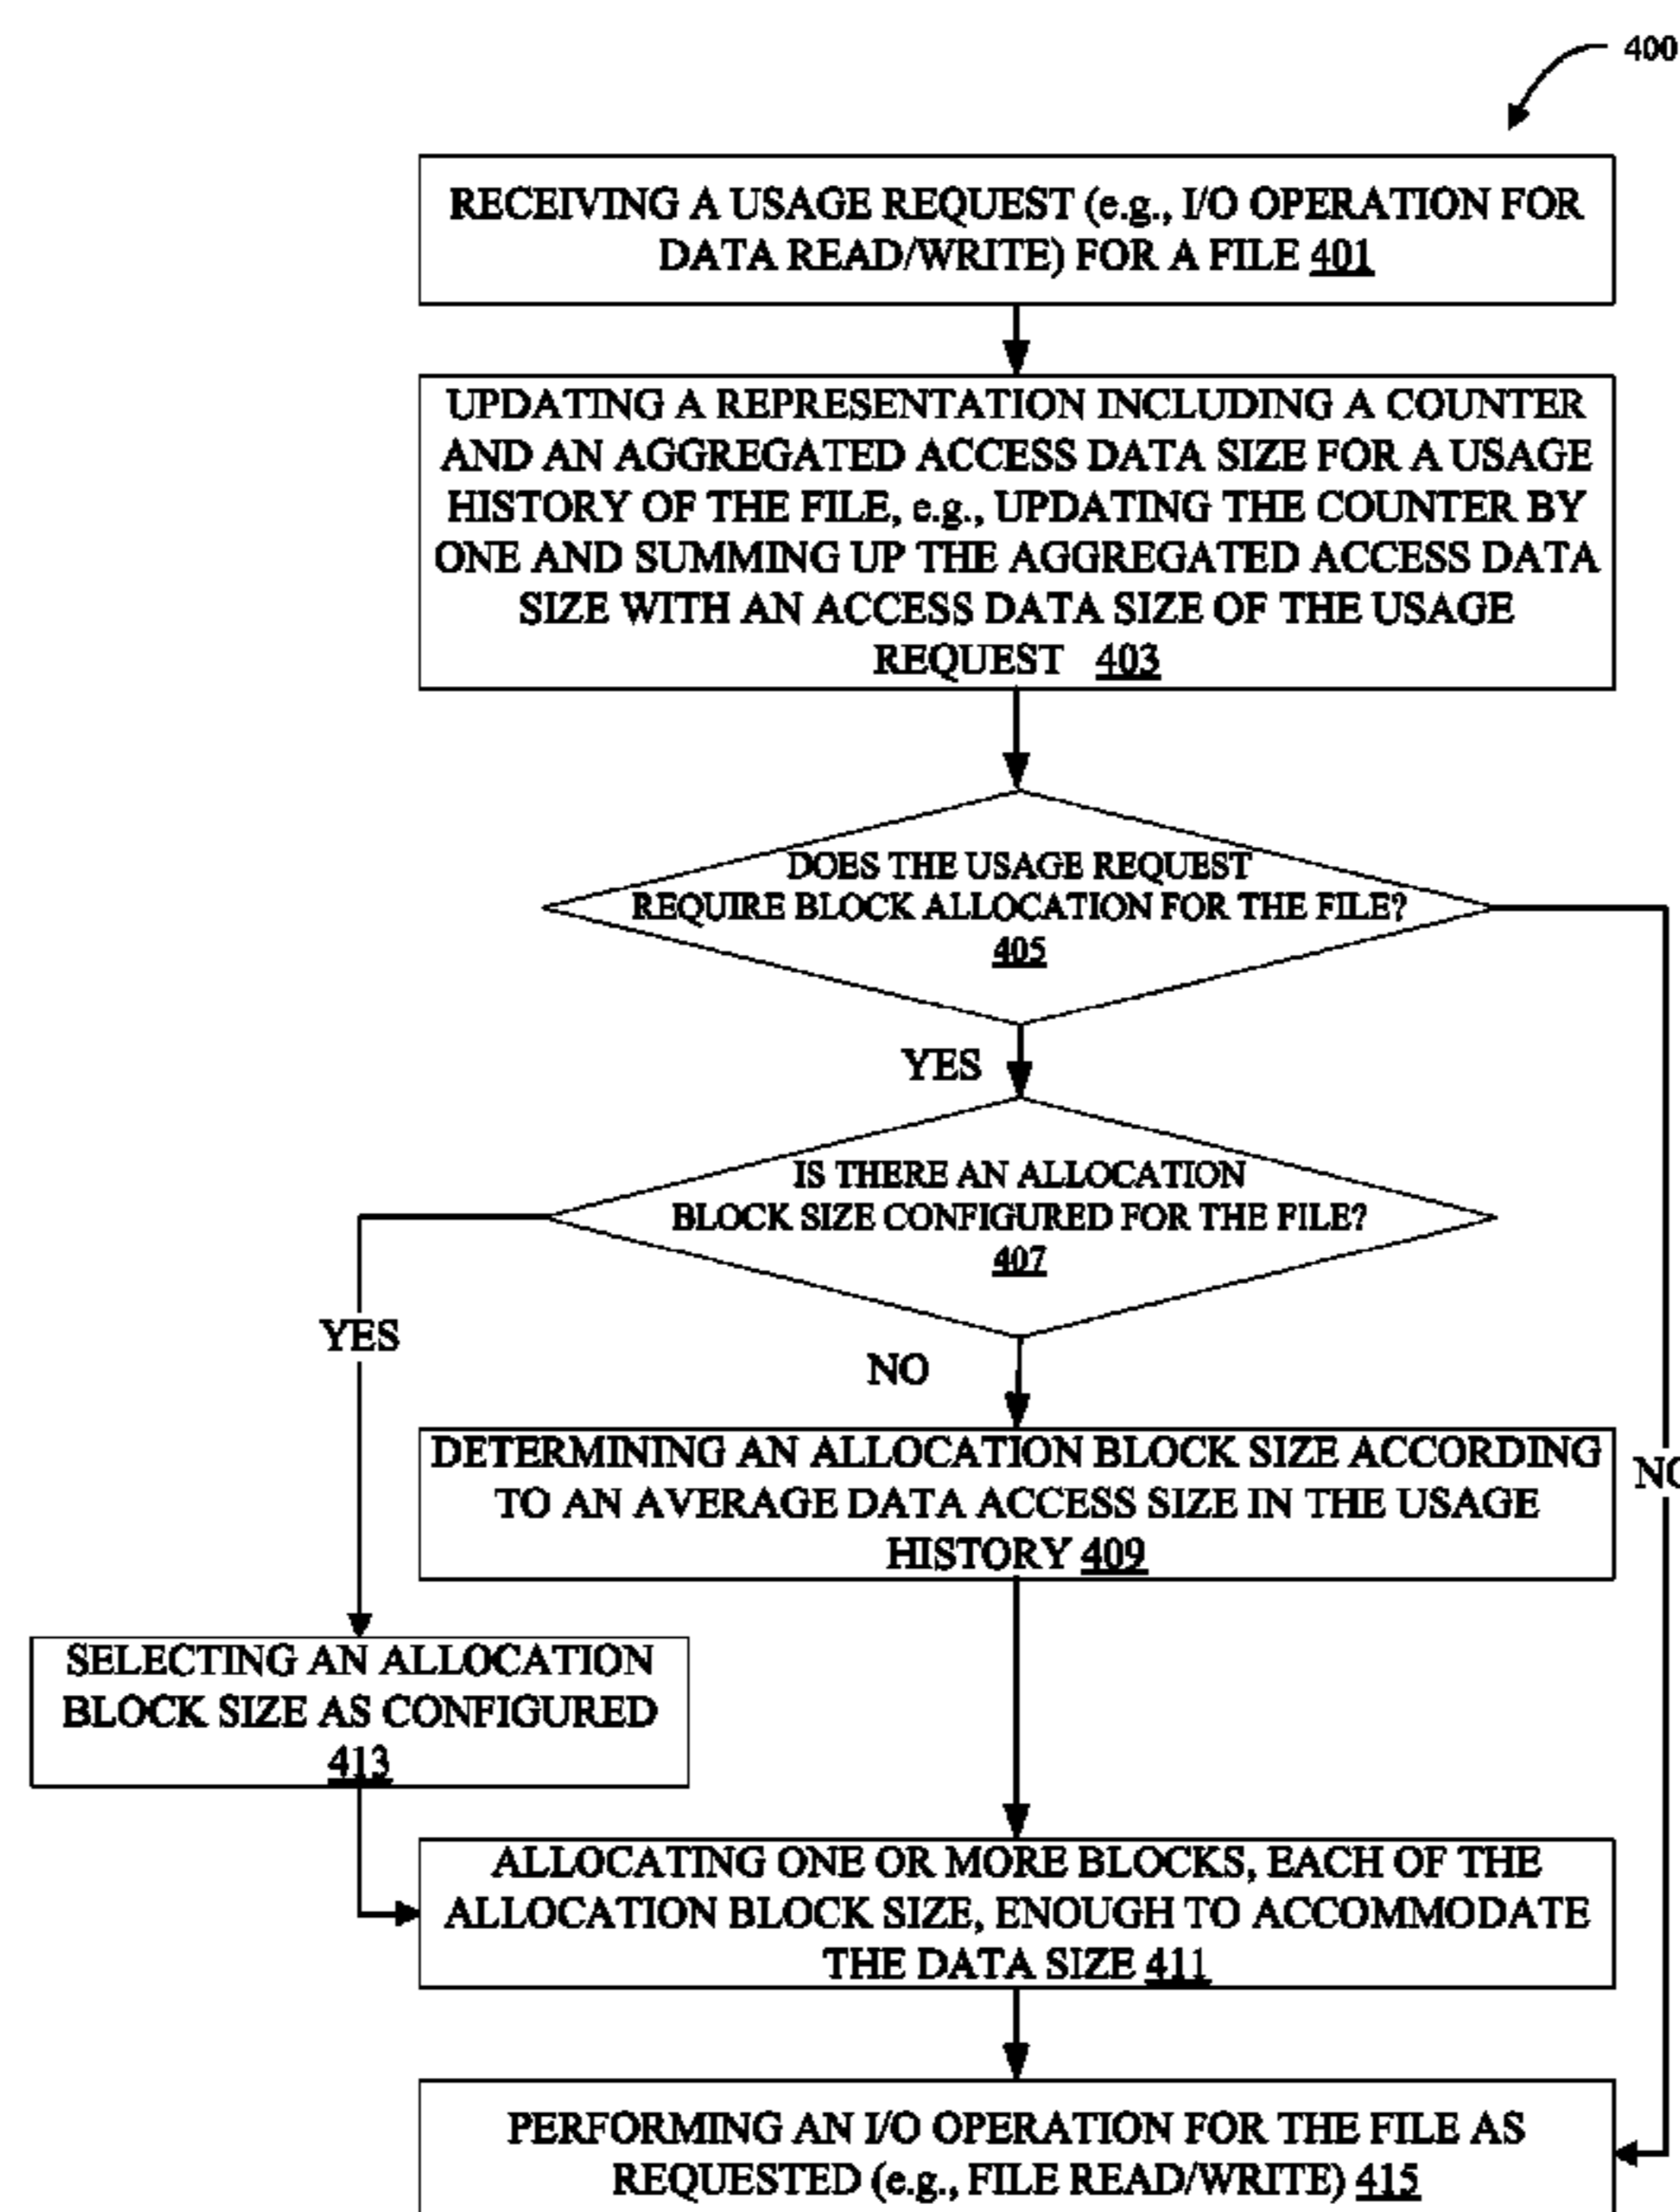 400
RECEIVING A USAGE REQUEST (e.g., I/O OPERATION FOR
DATA READ/WRITE) FOR A FILE 401
UPDATING A REPRESENTATION INCLUDING A COUNTER
AND AN AGGREGATED ACCESS DATA SIZE FOR A USAGE
HISTORY OF THE FILE, e.g., UPDATING THE COUNTER BY
ONE AND SUMMING UP THE AGGREGATED ACCESS DATA
SIZE WITH AN ACCESS DATA SIZE OF THE USAGE
REQUEST 403
DOES THE USAGE REQUEST
REQUIRE BLOCK ALLOCATION FOR THE FILE?
405
YES
IS THERE AN ALLOCATION
BLOCK SIZE CONFIGURED FOR THE FILE?
407
YES
NO
DETERMINING AN ALLOCATION BLOCK SIZE ACCORDING
TO AN AVERAGE DATA ACCESS SIZE IN THE USAGE
HISTORY 409
NO
SELECTING AN ALLOCATION
BLOCK SIZE AS CONFIGURED
413
ALLOCATING ONE OR MORE BLOCKS, EACH OF THE
ALLOCATION BLOCK SIZE, ENOUGH TO ACCOMMODATE
THE DATA SIZE 411
PERFORMING AN I/O OPERATION FOR THE FILE AS
REQUESTED (e.g., FILE READ/WRITE) 415